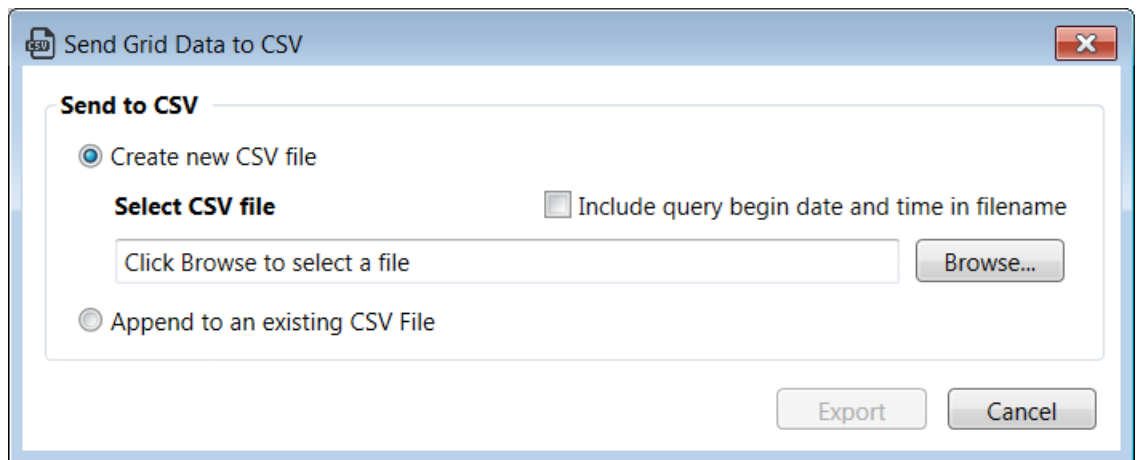 CSV Send Grid Data to CSV
Send to CSV
Create new CSV file
Select CSV file Include query begin date and time in filename
Click Browse to select a file Browse...
Append to an existing CSV File
Export Cancel